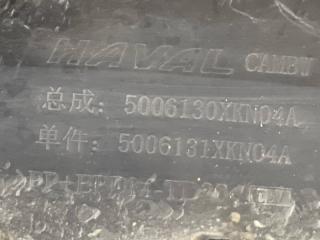 HAVAL CAMBW
总成: 5006130XKN04A
单件: 5006131XKN04A